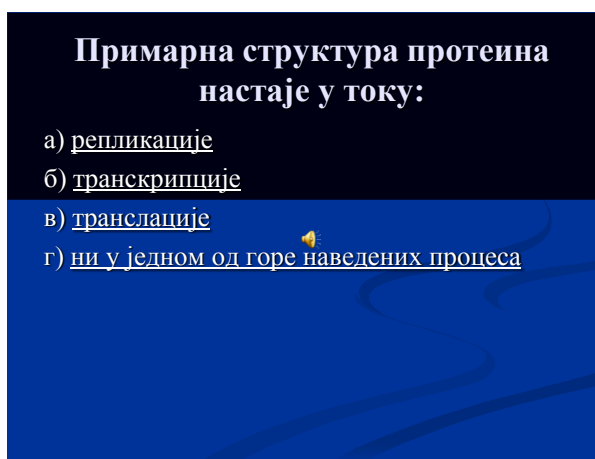 Примарна структура протеина
настаје у току:
а) репликације
б) транскрипције
в) транслације
г) ни у једном од горе наведених процеса